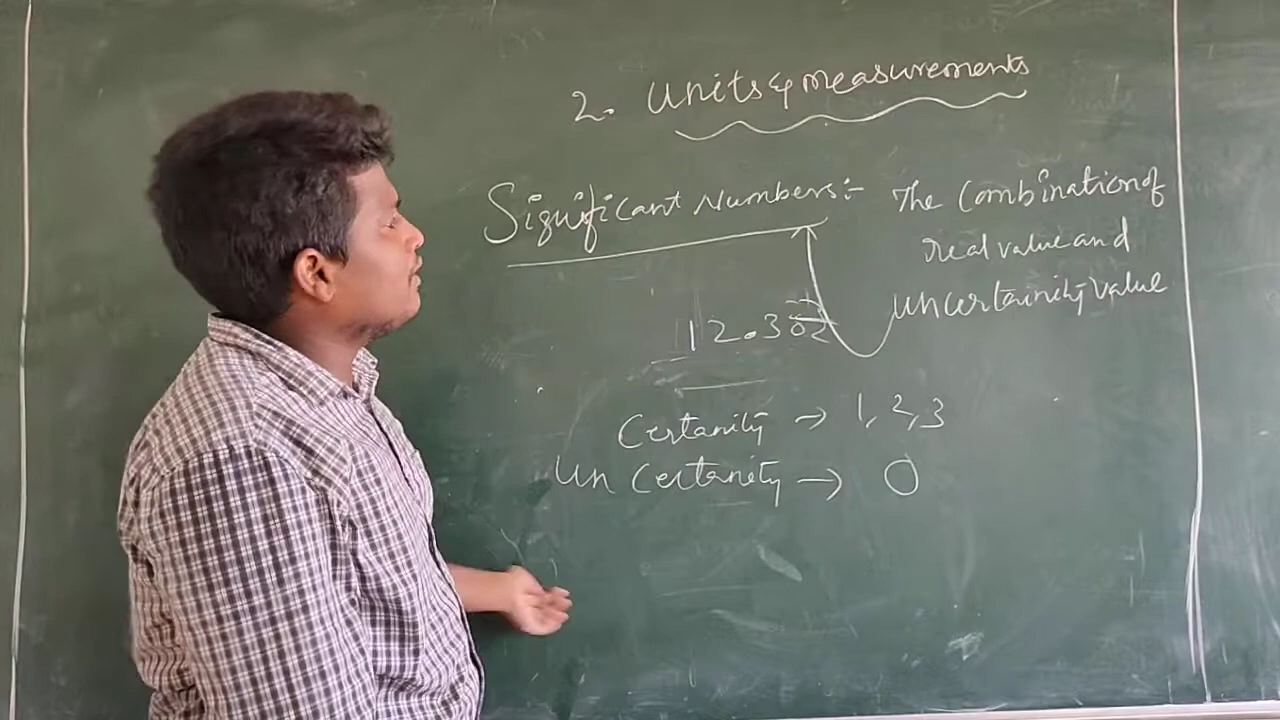 2. Units & measurements
Significant Numbers:- The Combination of
real value and
uncertainity value
12.302
Certanity → 1, 2, 3
Un Certanity → 0